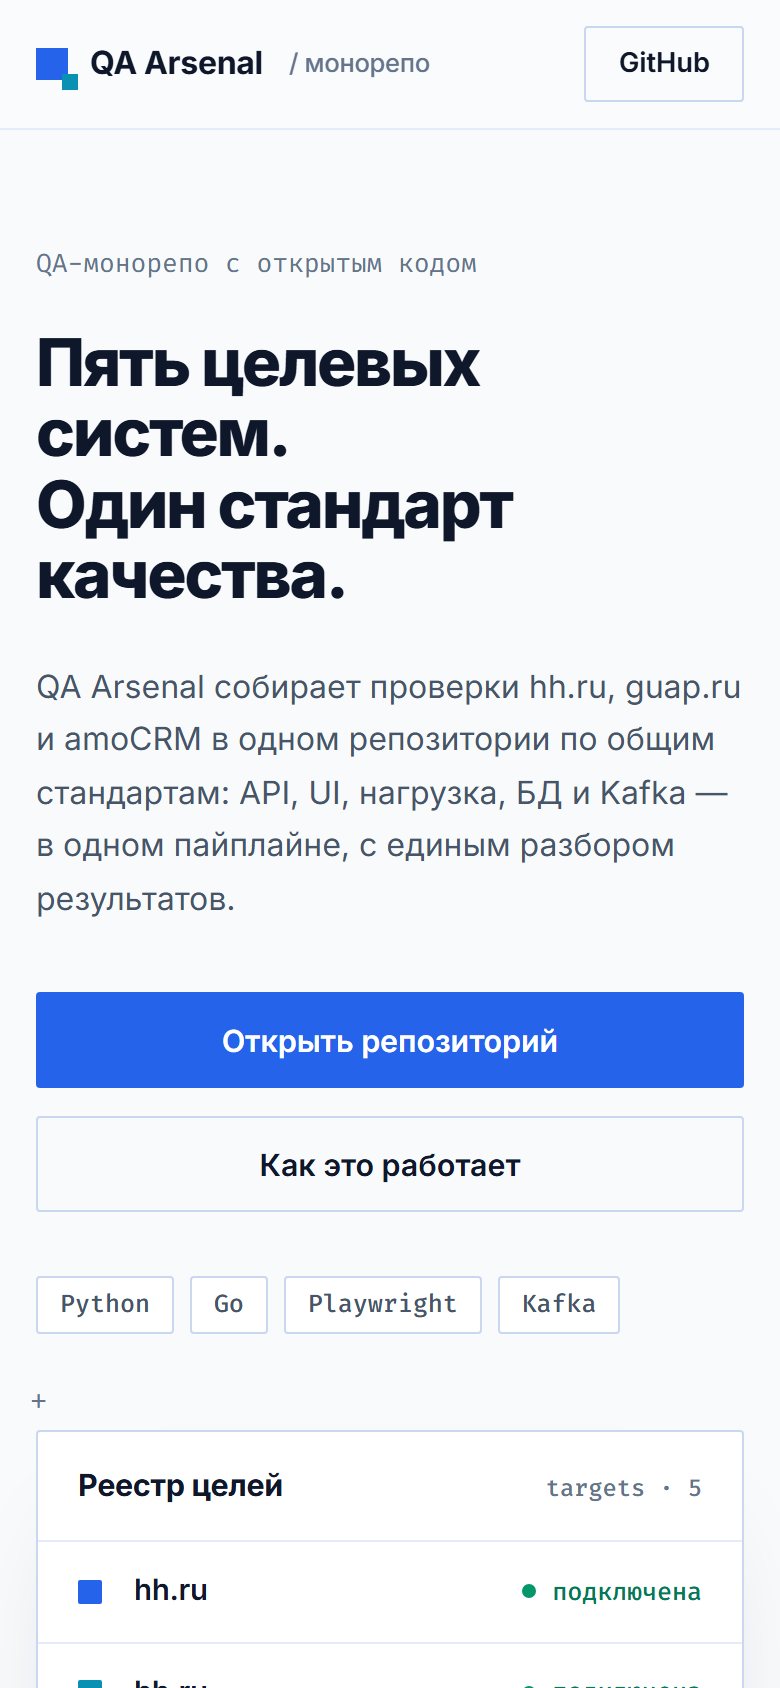 QA Arsenal / монорепо
GitHub
QA-монорепо с открытым кодом
Пять целевых
систем.
Один стандарт
качества.
QA Arsenal собирает проверки hh.ru, guap.ru
и amoCRM в одном репозитории по общим
стандартам: API, UI, нагрузка, БД и Kafka —
в одном пайплайне, с единым разбором
результатов.
Открыть репозиторий
Как это работает
Python Go Playwright Kafka
+
Реестр целей targets · 5
hh.ru подключена